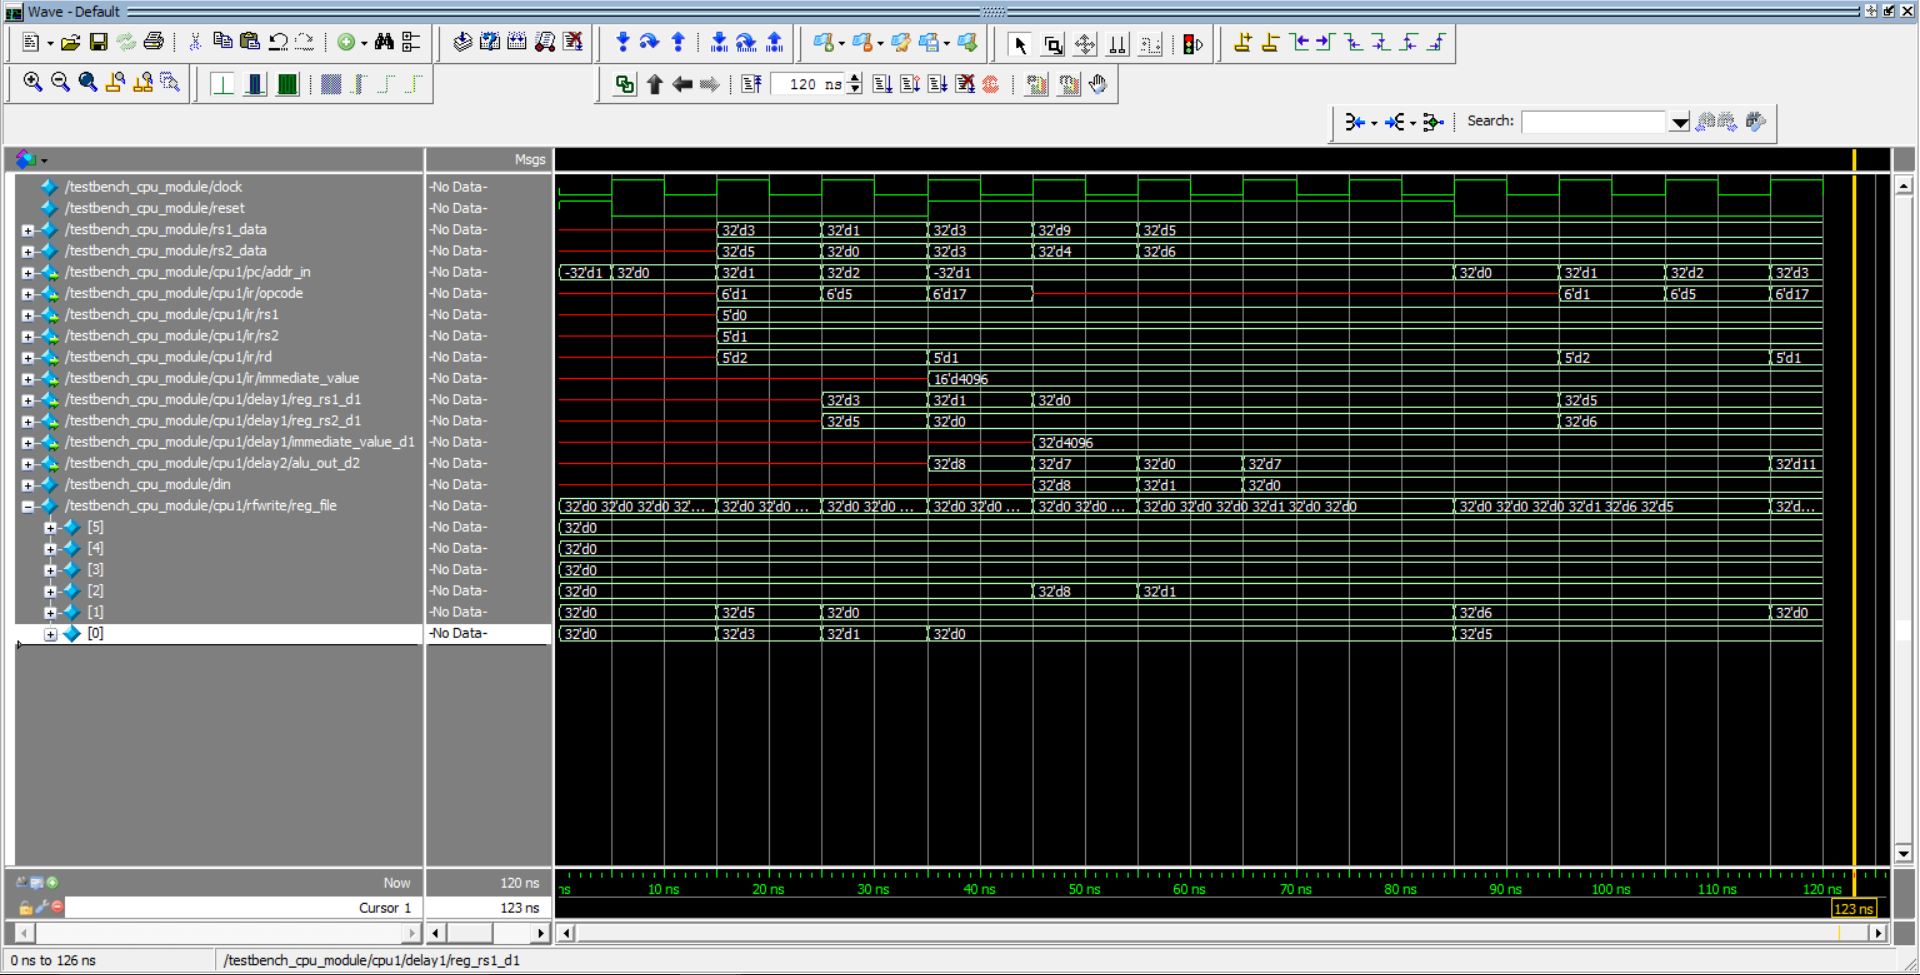 Wave - Default
120 ns
Search:
Msgs
/testbench_cpu_module/clock -No Data-
/testbench_cpu_module/reset -No Data-
/testbench_cpu_module/rs1_data -No Data- 32'd3 32'd1 32'd3 32'd9 32'd5
/testbench_cpu_module/rs2_data -No Data- 32'd5 32'd0 32'd3 32'd4 32'd6
/testbench_cpu_module/cpu1/pc/addr_in -No Data- -32'd1 32'd0 32'd1 32'd2 -32'd1 32'd0 32'd1 32'd2 32'd3
/testbench_cpu_module/cpu1/ir/opcode -No Data- 6'd1 6'd5 6'd17 6'd1 6'd5 6'd17
/testbench_cpu_module/cpu1/ir/rs1 -No Data- 5'd0
/testbench_cpu_module/cpu1/ir/rs2 -No Data- 5'd1
/testbench_cpu_module/cpu1/ir/rd -No Data- 5'd2 5'd1 5'd2 5'd1
/testbench_cpu_module/cpu1/ir/immediate_value -No Data- 16'd4096
/testbench_cpu_module/cpu1/delay1/reg_rs1_d1 -No Data- 32'd3 32'd1 32'd0 32'd5
/testbench_cpu_module/cpu1/delay1/reg_rs2_d1 -No Data- 32'd5 32'd0 32'd6
/testbench_cpu_module/cpu1/delay1/immediate_value_d1 -No Data- 32'd4096
/testbench_cpu_module/cpu1/delay2/alu_out_d2 -No Data- 32'd8 32'd7 32'd0 32'd7 32'd11
/testbench_cpu_module/din -No Data- 32'd8 32'd1 32'd0
/testbench_cpu_module/cpu1/rfwrite/reg_file -No Data- 32'd0 32'd0 32'd0 32'... 32'd0 32'd0 ... 32'd0 32'd0 ... 32'd0 32'd0 ... 32'd0 32'd0 ... 32'd0 32'd0 32'd0 32'd1 32'd0 32'd0 32'd0 32'd0 32'd0 32'd1 32'd6 32'd5 32'd...
[5] -No Data- 32'd0
[4] -No Data- 32'd0
[3] -No Data- 32'd0
[2] -No Data- 32'd0 32'd8 32'd1
[1] -No Data- 32'd0 32'd5 32'd0 32'd6 32'd0
[0] -No Data- 32'd0 32'd3 32'd1 32'd0 32'd5
Now 120 ns ns 10 ns 20 ns 30 ns 40 ns 50 ns 60 ns 70 ns 80 ns 90 ns 100 ns 110 ns 120 ns
Cursor 1 123 ns 123 ns
0 ns to 126 ns /testbench_cpu_module/cpu1/delay1/reg_rs1_d1